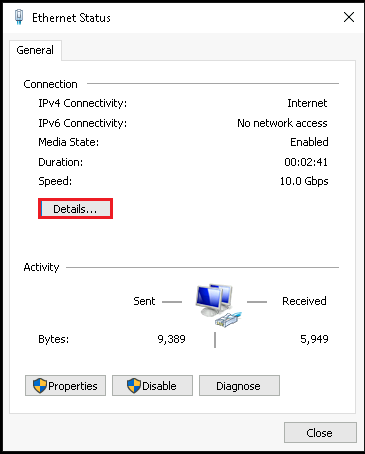 Ethernet Status
General
Connection
IPv4 Connectivity: Internet
IPv6 Connectivity: No network access
Media State: Enabled
Duration: 00:02:41
Speed: 10.0 Gbps
Details...
Activity
Sent Received
Bytes: 9,389 5,949
Properties Disable Diagnose
Close